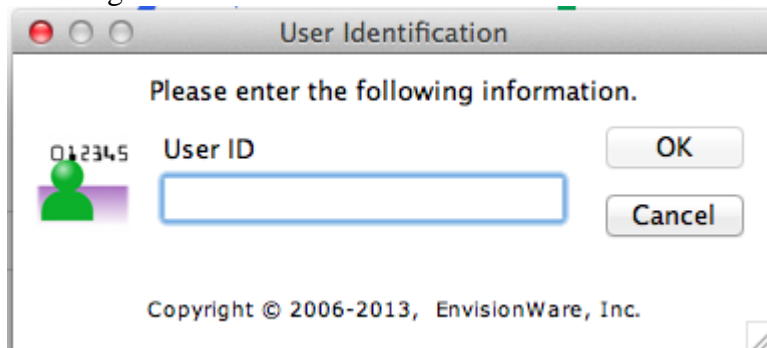 User Identification
Please enter the following information.
012345
User ID
OK
Cancel
Copyright © 2006-2013, EnvisionWare, Inc.